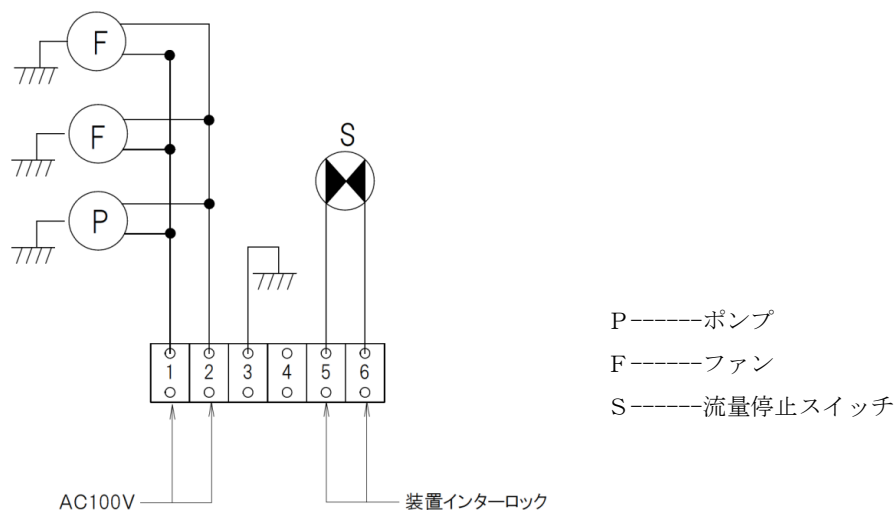 F
F
P
S
1 2 3 4 5 6
AC100V
装置インターロック
P------ポンプ
F------ファン
S------流量停止スイッチ